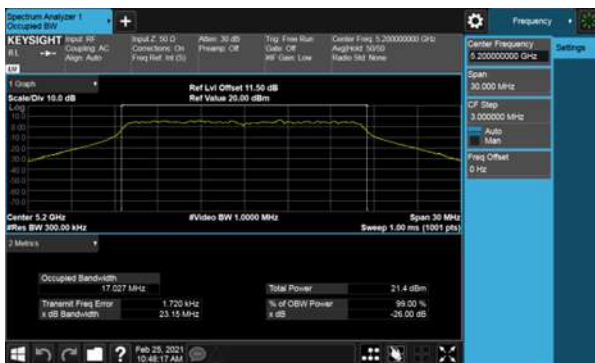 Spectrum Analyzer 1
Occupied BW
Frequency
KEYSIGHT
Input: RF
Coupling: AC
Align: Auto
Input Z: 50 Ω
Corrections: On
Freq Ref: Int (S)
Atten: 30 dB
Preamp: Off
Trig: Free Run
Gate: Off
#IF Gain: Low
Center Freq: 5.200000000 GHz
Avg|Hold: 50/50
Radio Std: None
Center Frequency
5.200000000 GHz
Settings
Span
30.000 MHz
CF Step
3.000000 MHz
Auto
Man
Freq Offset
0 Hz
1 Graph
Scale/Div 10.0 dB
Ref Lvl Offset 11.50 dB
Ref Value 20.00 dBm
Log
10.0
0.00
Center 5.2 GHz
#Res BW 300.00 kHz
#Video BW 1.0000 MHz
Span 30 MHz
Sweep 1.00 ms (1001 pts)
2 Metrics
Occupied Bandwidth
17.027 MHz
Total Power
21.4 dBm
Transmit Freq Error
1.720 kHz
% of OBW Power
99.00 %
x dB Bandwidth
23.15 MHz
x dB
-26.00 dB
Feb 25, 2021
10:48:17 AM